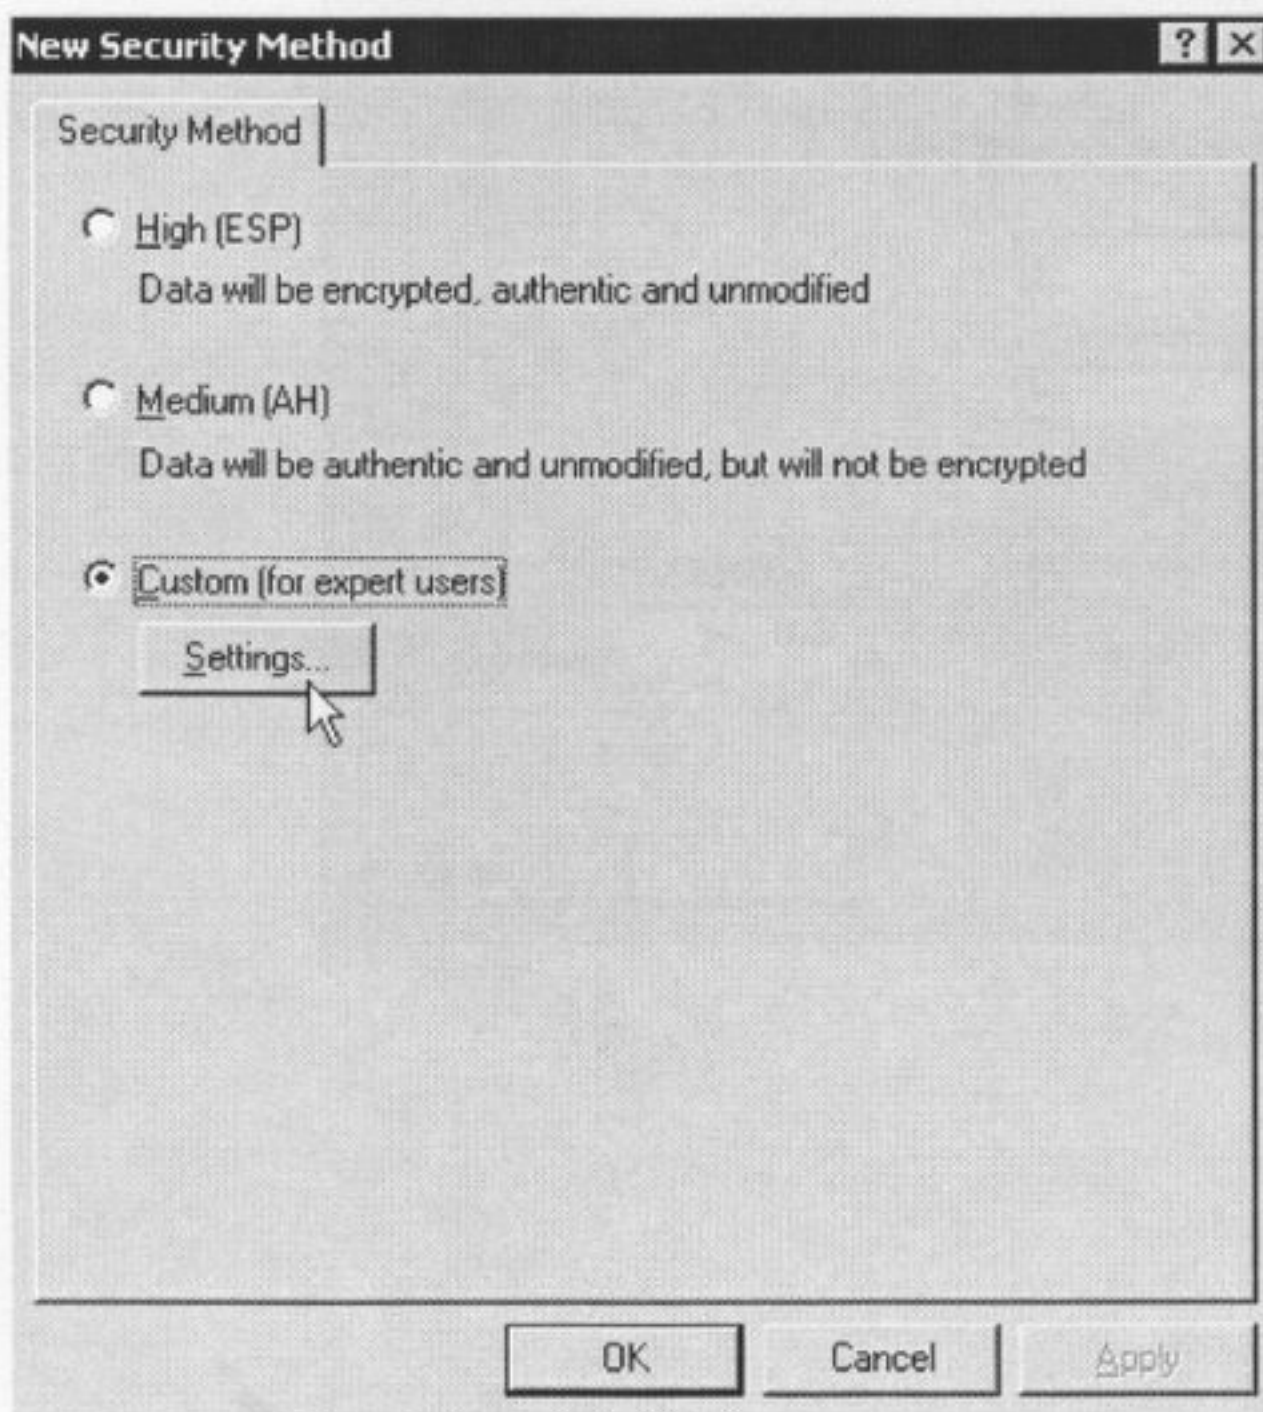 New Security Method
Security Method
High (ESP)
Data will be encrypted, authentic and unmodified
Medium (AH)
Data will be authentic and unmodified, but will not be encrypted
Custom (for expert users)
Settings...
OK Cancel Apply